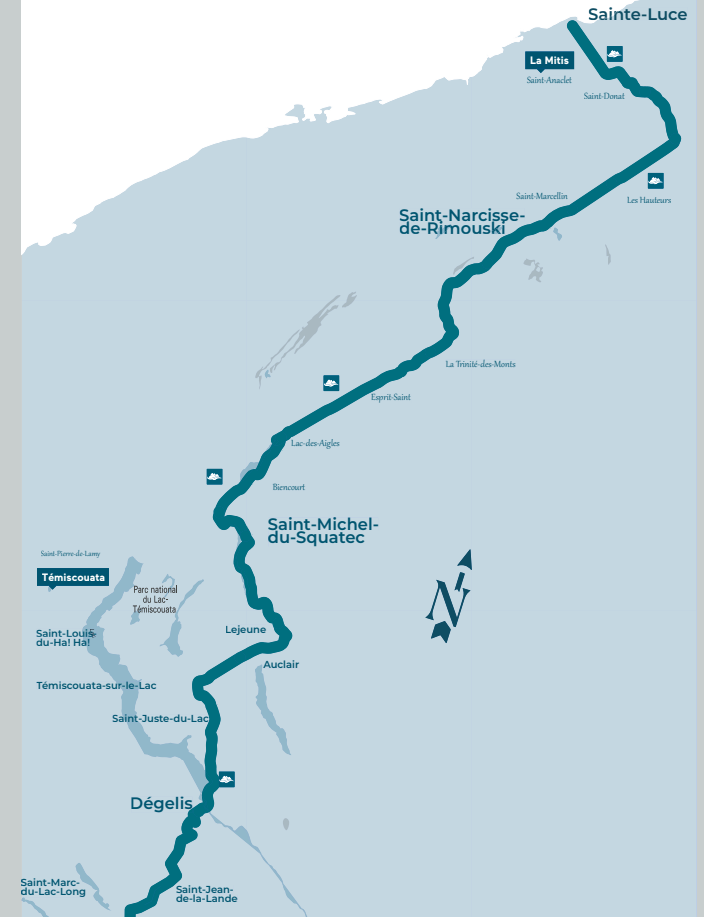 Sainte-Luce
La Mitis
Saint-Anaclet
Saint-Donat
Saint-Marcellin
Les Hauteurs
Saint-Narcisse-
de-Rimouski
La Trinité-des-Monts
Esprit-Saint
Lac-des-Aigles
Biencourt
Saint-Michel-
du-Squatec
Saint-Pierre-de-Lamy
Témiscouata
Parc national
du Lac-
Témiscouata
N
Lejeune
Saint-Louis-
du-Ha! Ha!
Auclair
Témiscouata-sur-le-Lac
Saint-Juste-du-Lac
Dégelis
Saint-Marc-
du-Lac-Long
Saint-Jean-
de-la-Lande